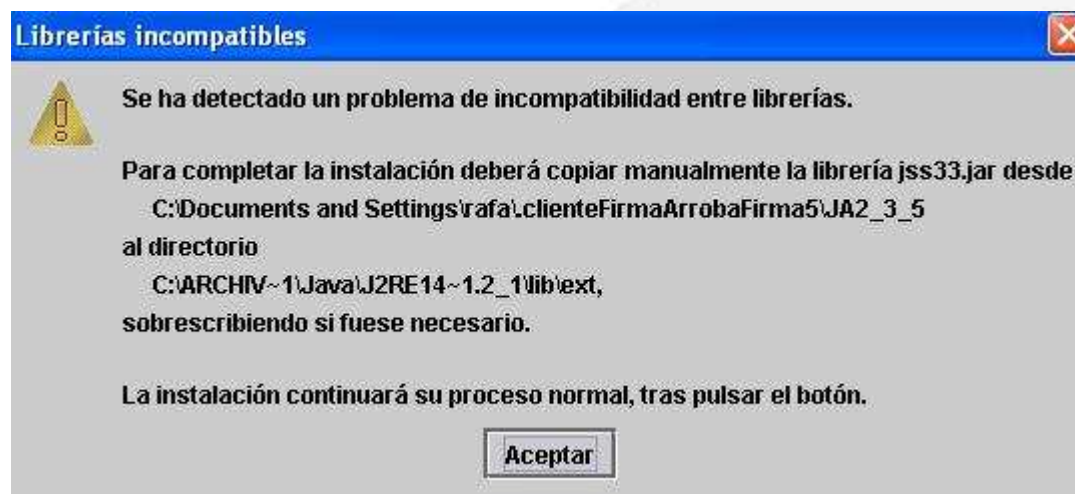 Librerías incompatibles
Se ha detectado un problema de incompatibilidad entre librerías.
Para completar la instalación deberá copiar manualmente la librería jss33.jar desde
C:\Documents and Settings\rafa\.clienteFirmaArrobaFirma5\JA2_3_5
al directorio
C:\ARCHIV~1\Java\J2RE14~1.2_1\lib\ext,
sobrescribiendo si fuese necesario.
La instalación continuará su proceso normal, tras pulsar el botón.
Aceptar